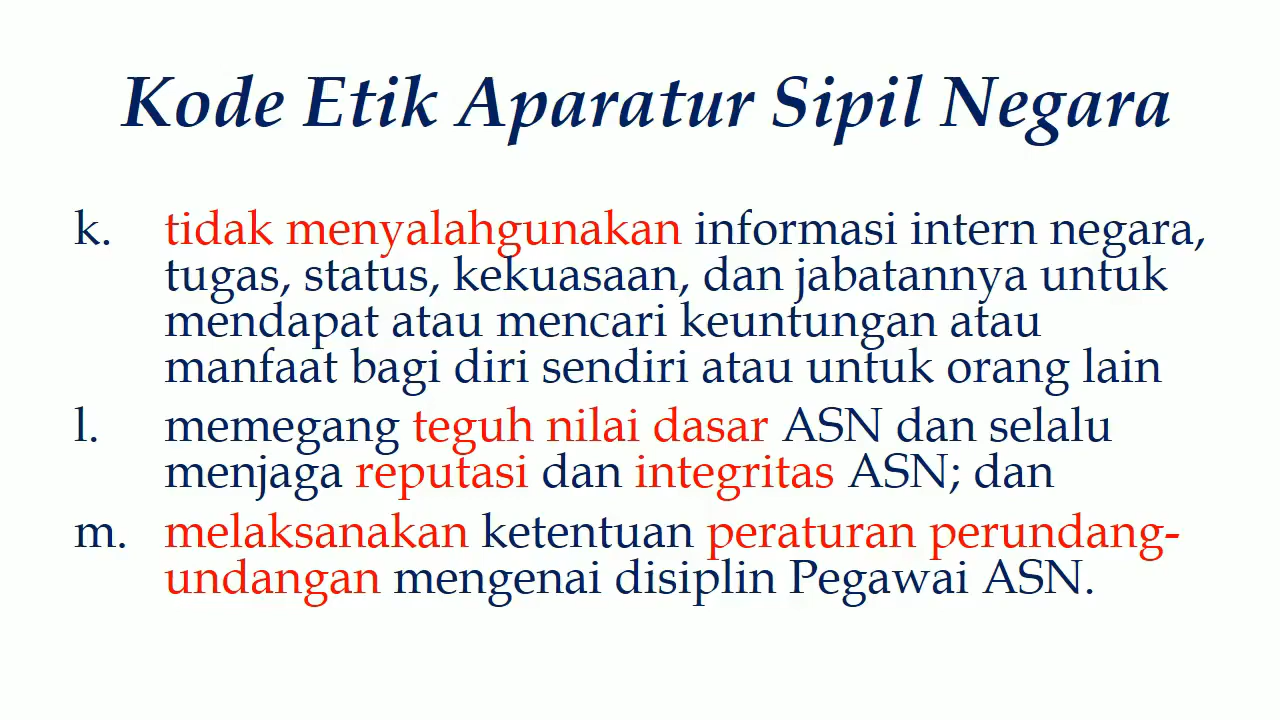 Kode Etik Aparatur Sipil Negara
k. tidak menyalahgunakan informasi intern negara,
tugas, status, kekuasaan, dan jabatannya untuk
mendapat atau mencari keuntungan atau
manfaat bagi diri sendiri atau untuk orang lain
l. memegang teguh nilai dasar ASN dan selalu
menjaga reputasi dan integritas ASN; dan
m. melaksanakan ketentuan peraturan perundang-
undangan mengenai disiplin Pegawai ASN.